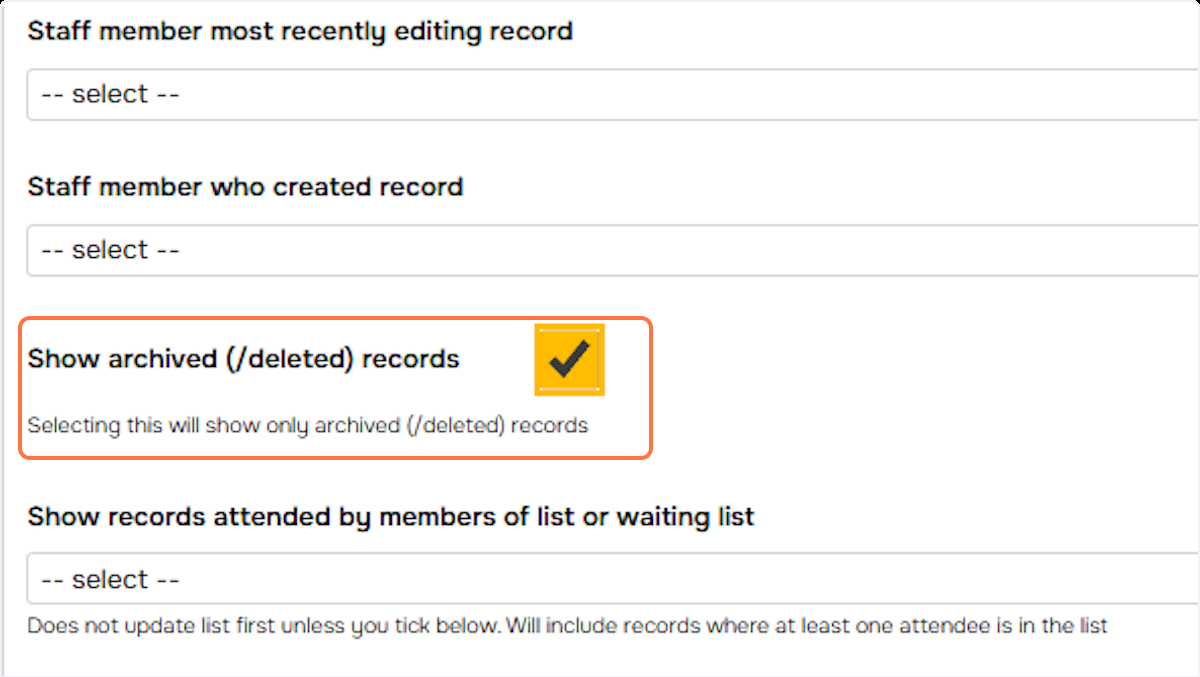 Staff member most recently editing record
-- select --
Staff member who created record
-- select --
Show archived (/deleted) records
Selecting this will show only archived (/deleted) records
Show records attended by members of list or waiting list
-- select --
Does not update list first unless you tick below. Will include records where at least one attendee is in the list